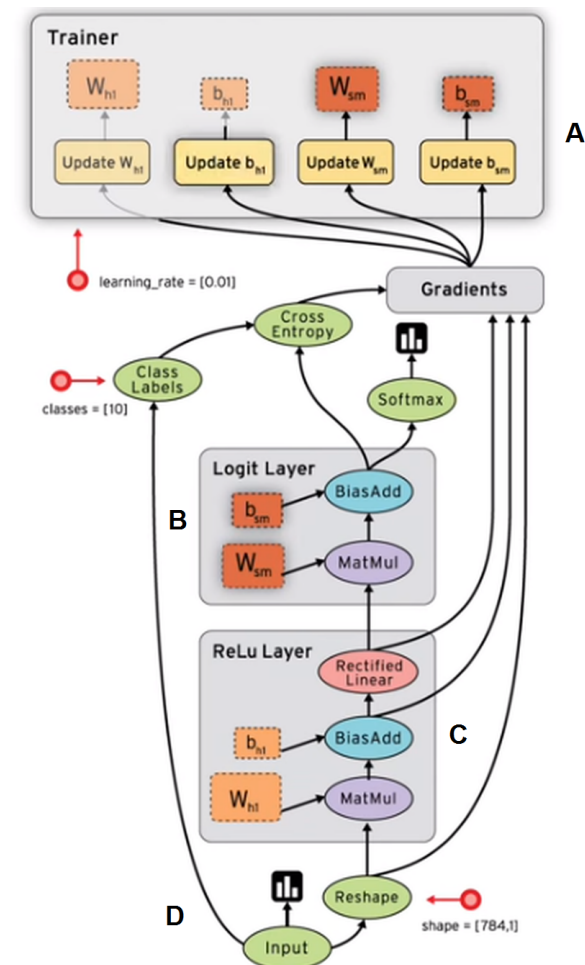 Trainer
Wh1
bh1
Wsm
bsm
A
Update Wh1
Update bh1
Update Wsm
Update bsm
learning_rate = [0.01]
Gradients
Cross
Entropy
Class
Labels
classes = [10]
Softmax
Logit Layer
BiasAdd
bsm
B
Wsm
MatMul
ReLu Layer
Rectified
Linear
bh1
BiasAdd
C
Wh1
MatMul
Reshape
shape = [784,1]
D
Input